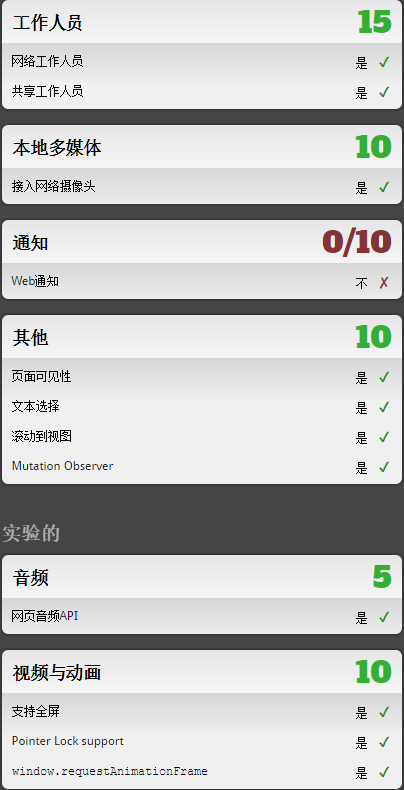 工作人员 15
网络工作人员 是 ✓
共享工作人员 是 ✓
本地多媒体 10
接入网络摄像头 是 ✓
通知 0/10
Web通知 不 ✗
其他 10
页面可见性 是 ✓
文本选择 是 ✓
滚动到视图 是 ✓
Mutation Observer 是 ✓
实验的
音频 5
网页音频API 是 ✓
视频与动画 10
支持全屏 是 ✓
Pointer Lock support 是 ✓
window.requestAnimationFrame 是 ✓